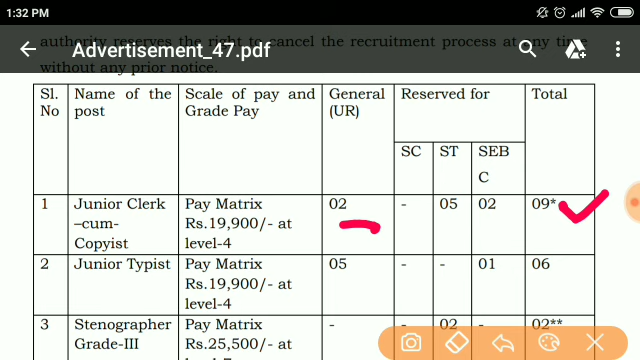 1:32 PM
authority reserves the right to cancel the recruitment process at any time
Advertisement_47.pdf
without any prior notice.
Sl. No | Name of the post | Scale of pay and Grade Pay | General (UR) | Reserved for | Total
SC | ST | SEBC
1 | Junior Clerk –cum- Copyist | Pay Matrix Rs.19,900/- at level-4 | 02 | - | 05 | 02 | 09*
2 | Junior Typist | Pay Matrix Rs.19,900/- at level-4 | 05 | - | - | 01 | 06
3 | Stenographer Grade-III | Pay Matrix Rs.25,500/- at | - | - | 02 | - | 02**